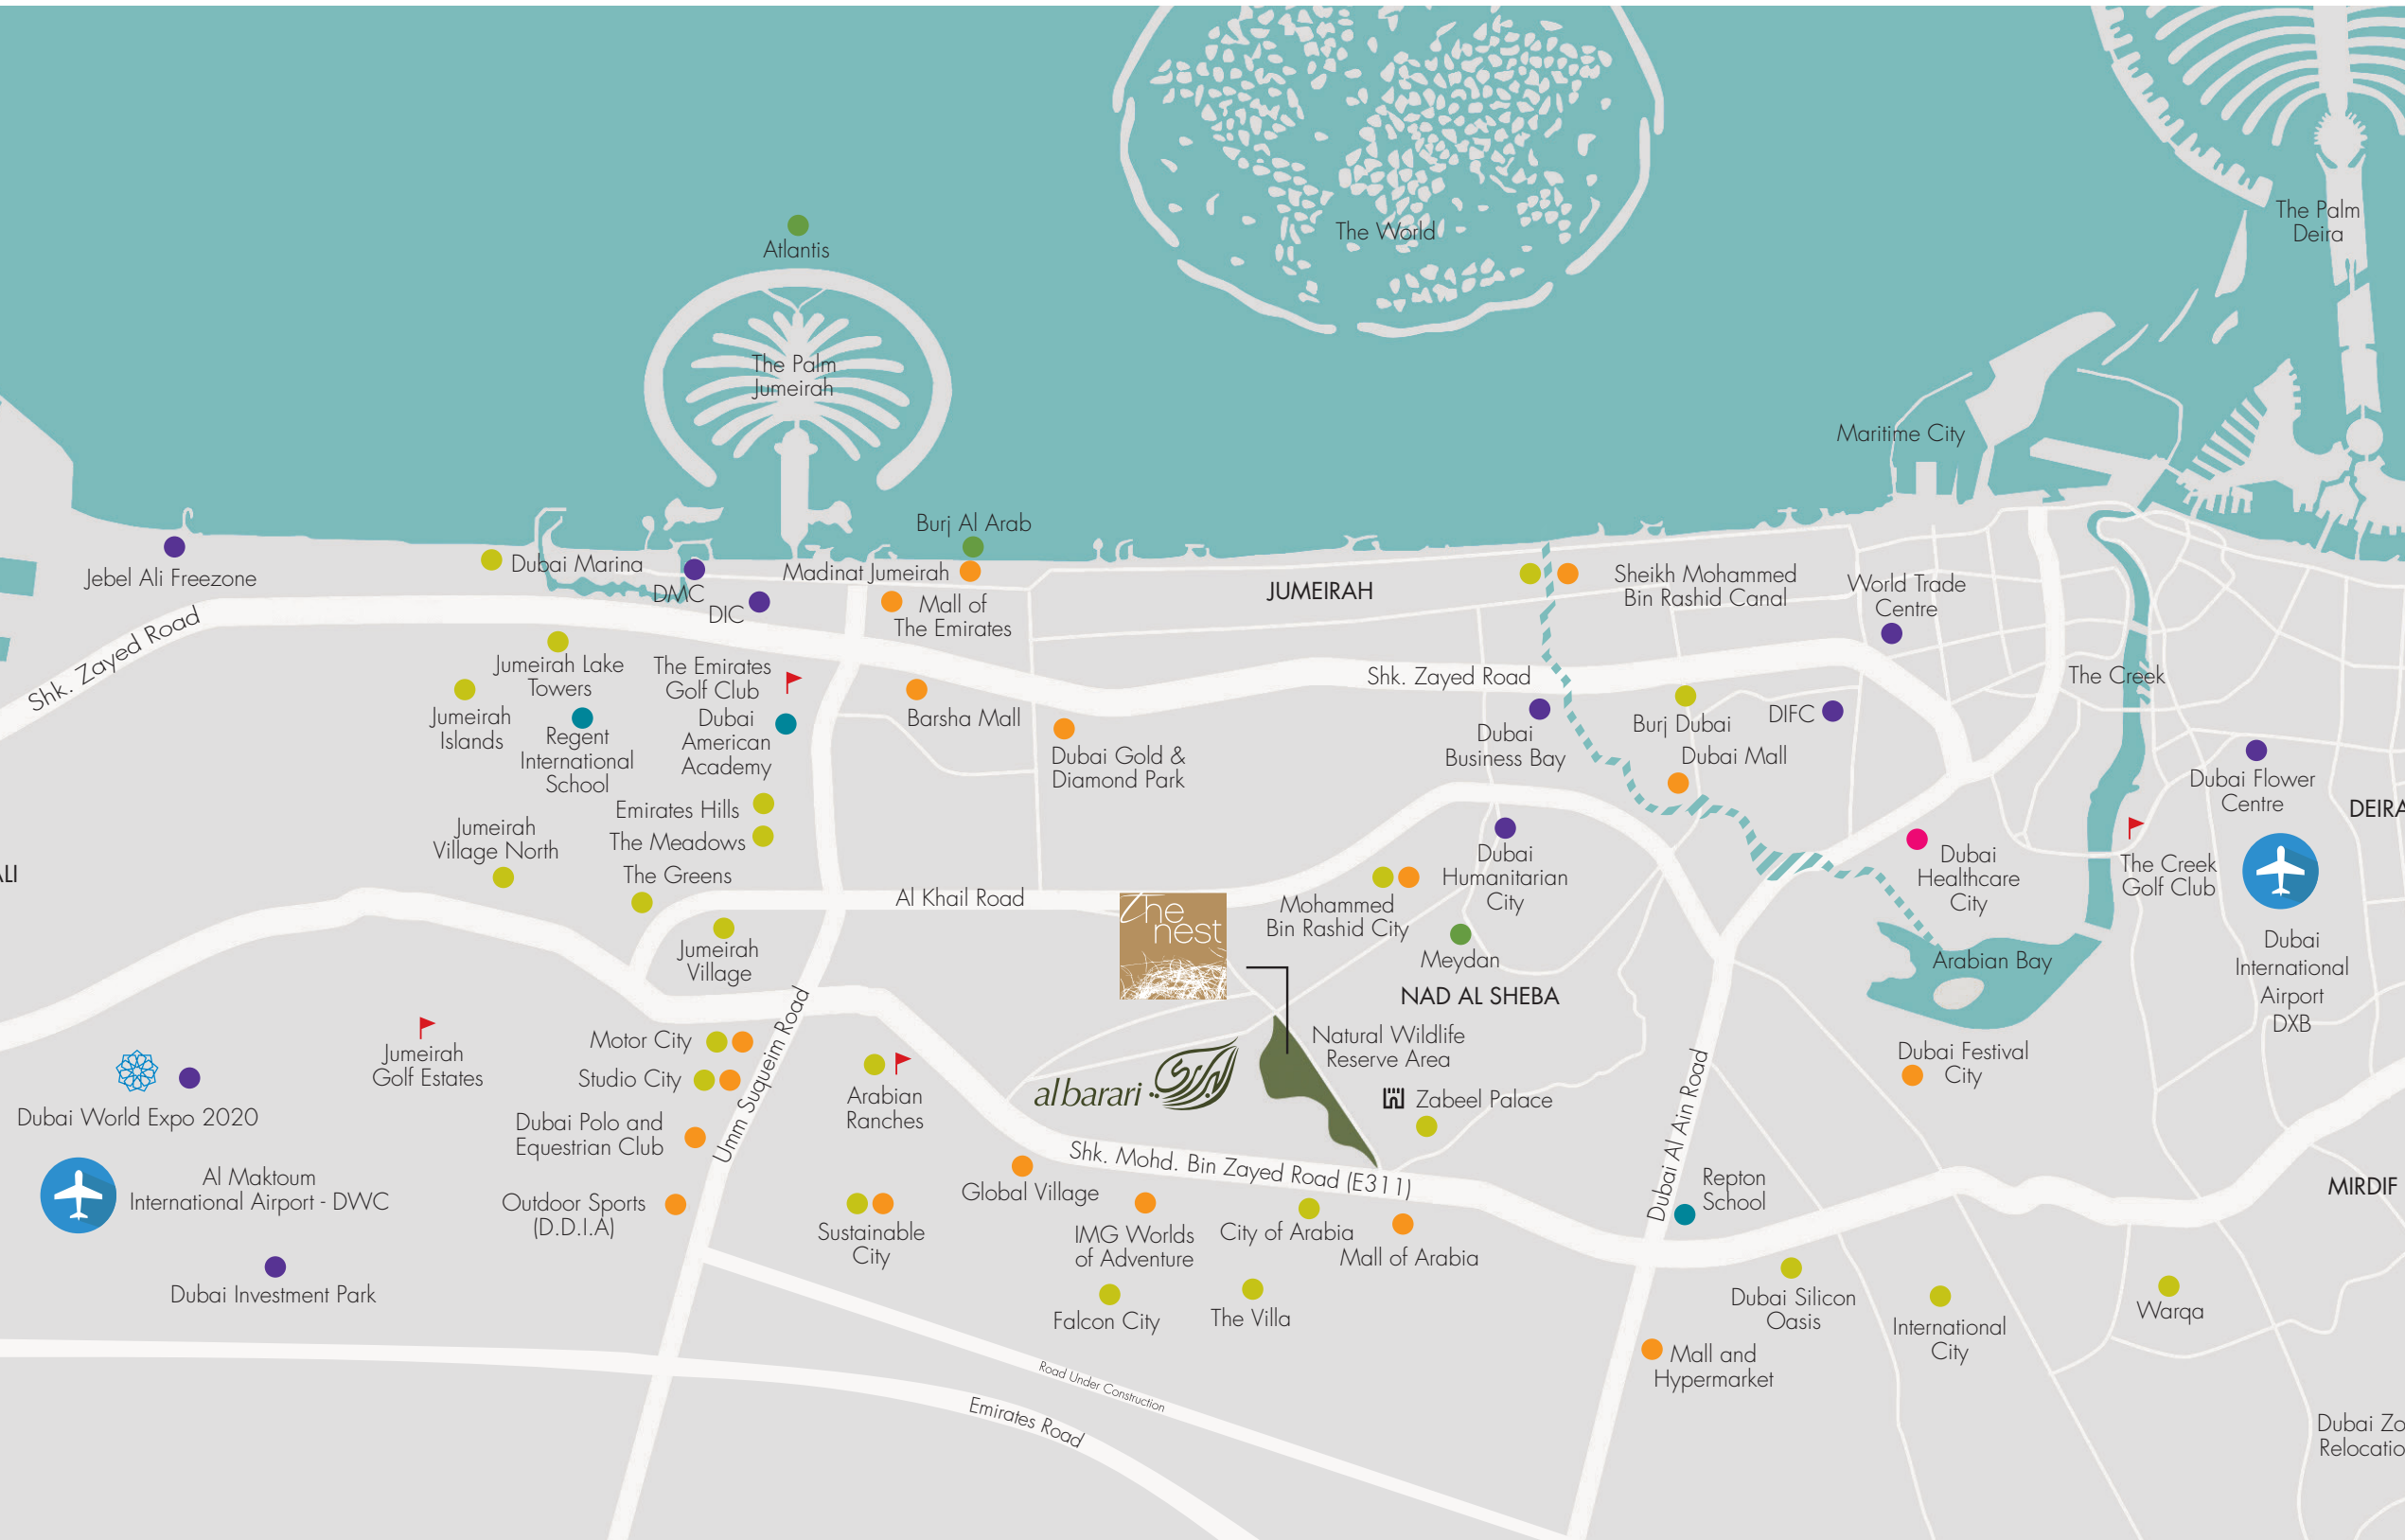 The Palm
Deira
The World
Atlantis
The Palm
Jumeirah
Maritime City
Burj Al Arab
Jebel Ali Freezone
Dubai Marina
DMC
Madinat Jumeirah
DIC
Mall of
The Emirates
JUMEIRAH
Sheikh Mohammed
Bin Rashid Canal
World Trade
Centre
Shk. Zayed Road
Jumeirah Lake
Towers
The Emirates
Golf Club
Shk. Zayed Road
The Creek
Jumeirah
Islands
Regent
International
School
Dubai
American
Academy
Barsha Mall
Dubai Gold &
Diamond Park
Dubai
Business Bay
Burj Dubai
DIFC
Dubai Mall
Dubai Flower
Centre
DEIRA
Emirates Hills
The Meadows
Jumeirah
Village North
The Greens
ALI
Al Khail Road
The
nest
Mohammed
Bin Rashid City
Dubai
Humanitarian
City
Dubai
Healthcare
City
The Creek
Golf Club
Jumeirah
Village
Meydan
Arabian Bay
Dubai
International
Airport
DXB
NAD AL SHEBA
Umm Suqueim Road
Jumeirah
Golf Estates
Motor City
Studio City
Natural Wildlife
Reserve Area
Dubai Festival
City
Dubai World Expo 2020
Dubai Polo and
Equestrian Club
Arabian
Ranches
al barari
البراري
Zabeel Palace
Dubai Al Ain Road
Al Maktoum
International Airport - DWC
Outdoor Sports
(D.D.I.A)
Shk. Mohd. Bin Zayed Road (E311)
Global Village
Repton
School
MIRDIF
Sustainable
City
IMG Worlds
of Adventure
City of Arabia
Mall of Arabia
Dubai Investment Park
Falcon City
The Villa
Dubai Silicon
Oasis
International
City
Warqa
Mall and
Hypermarket
Road Under Construction
Emirates Road
Dubai Zo
Relocatio